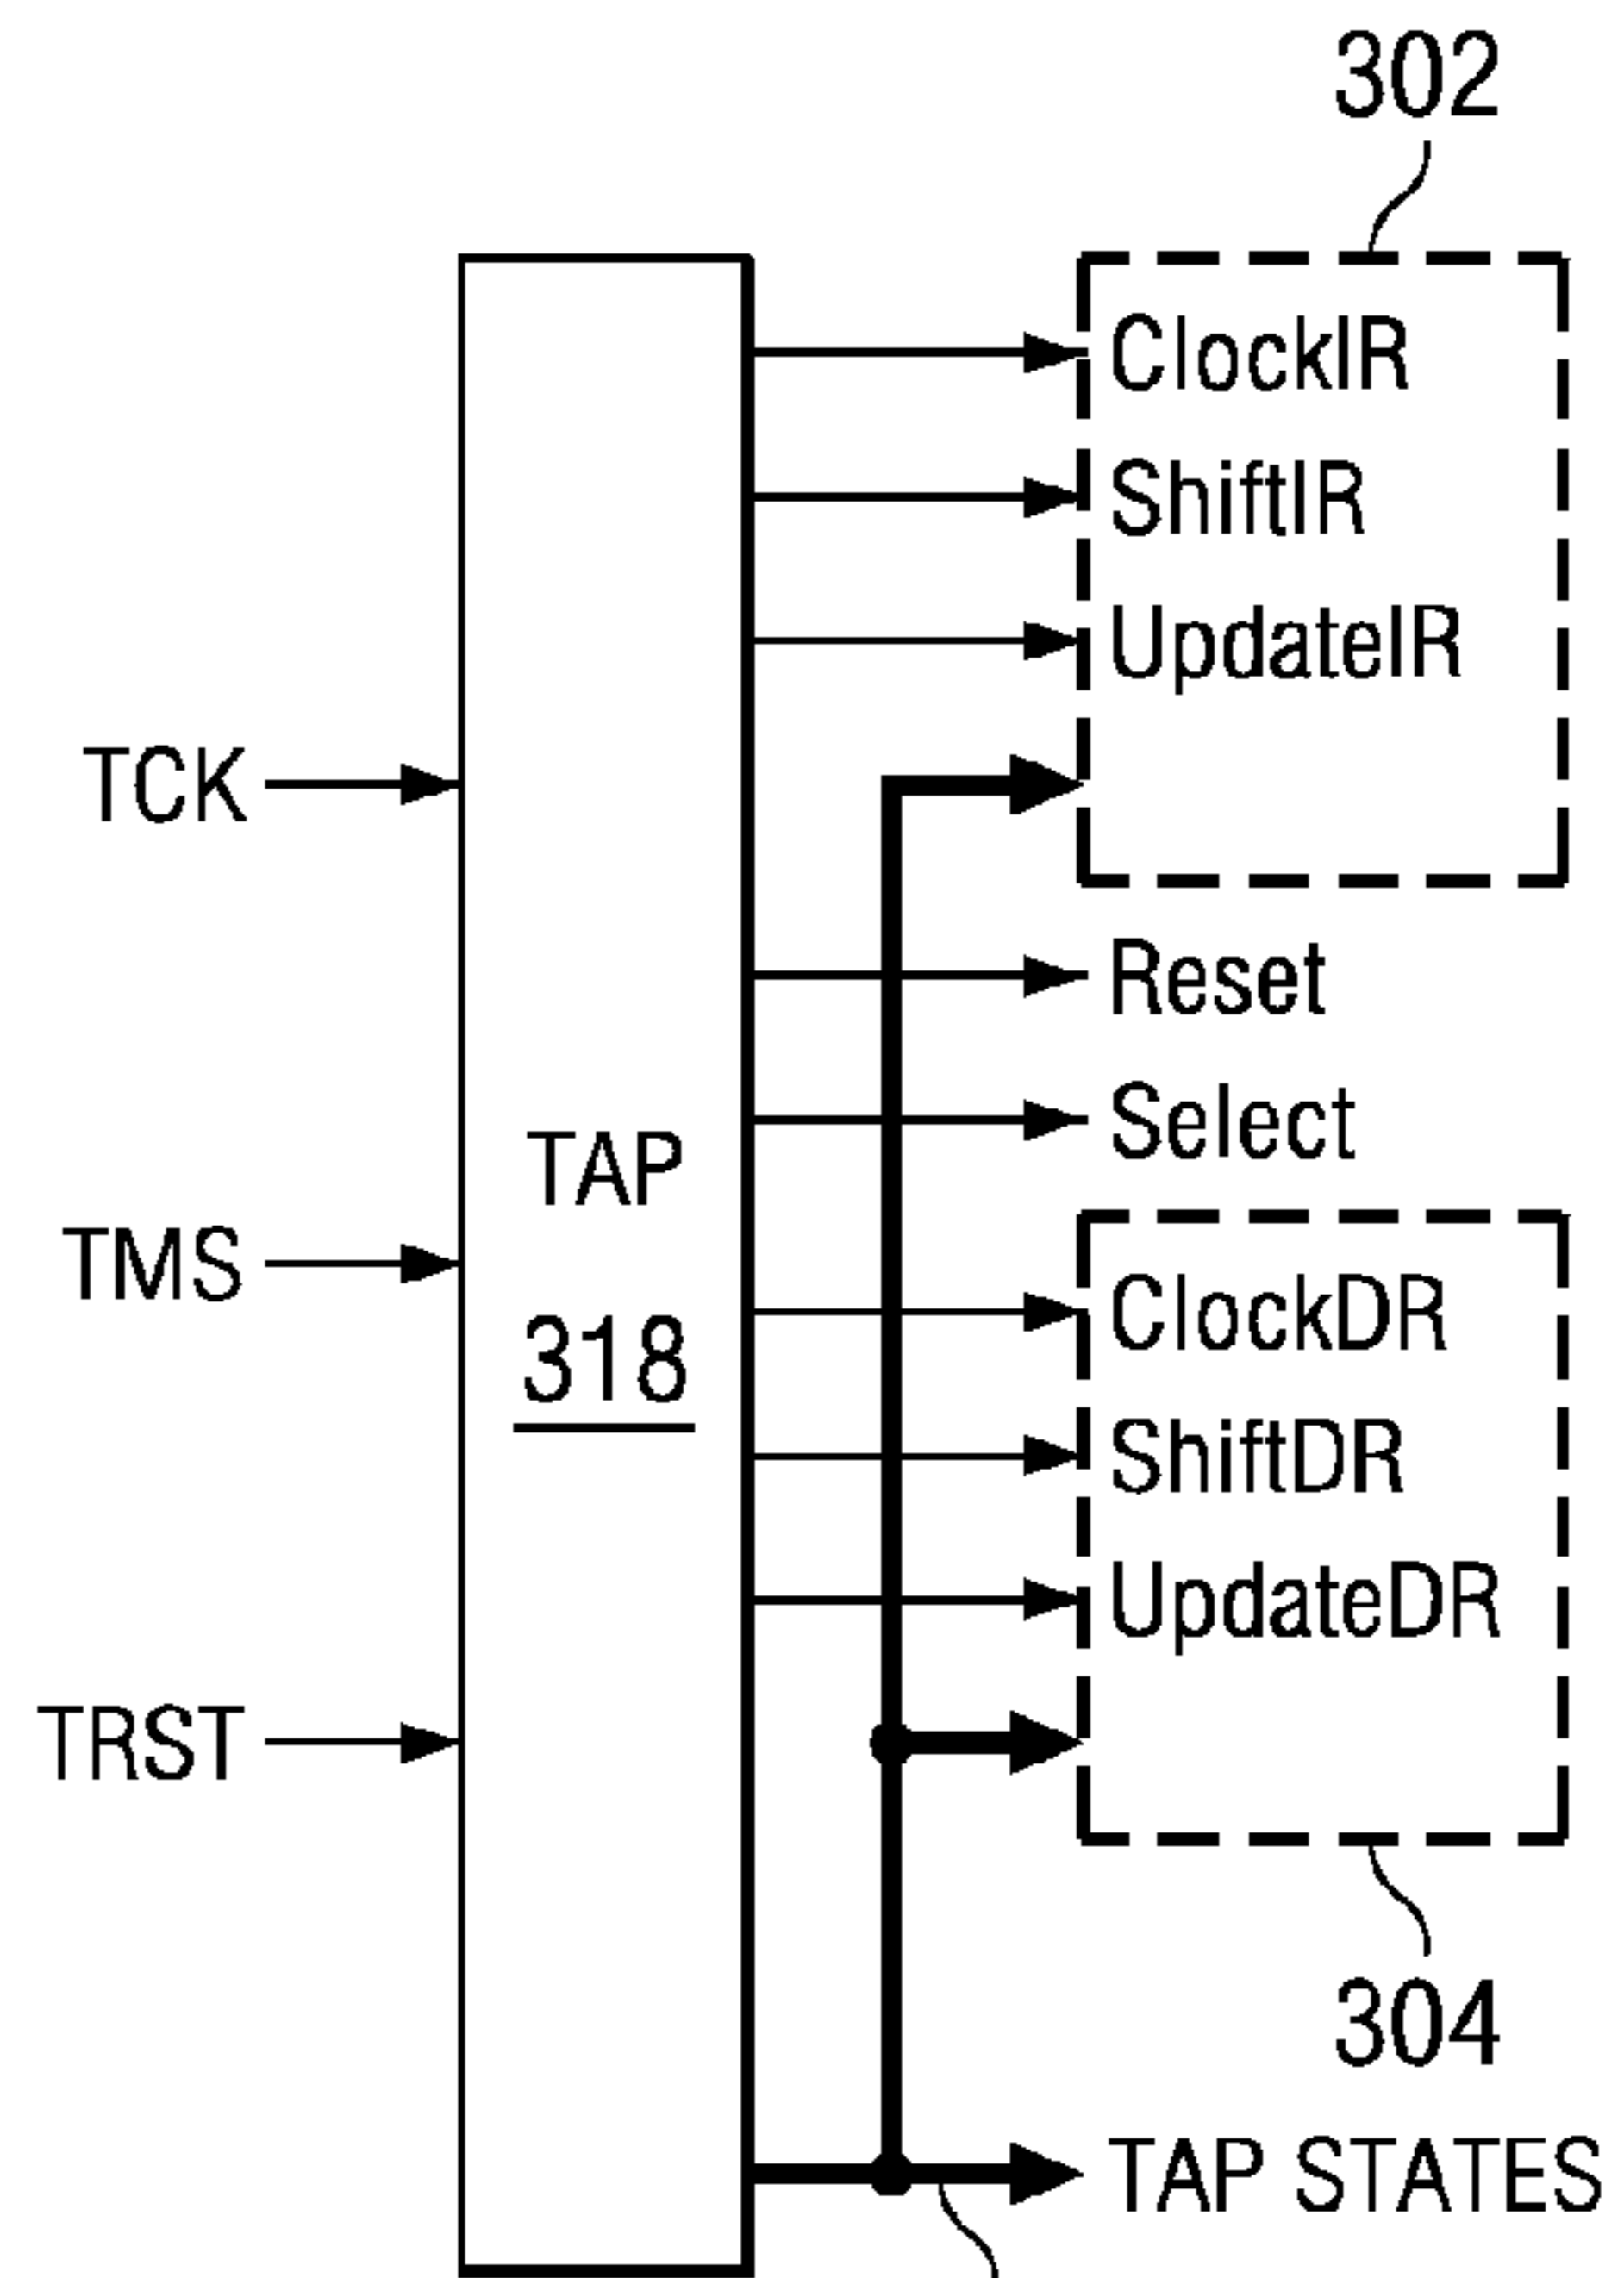 302
ClockIR
ShiftIR
UpdateIR
TCK
Reset
Select
TAP
318
TMS
ClockDR
ShiftDR
UpdateDR
TRST
304
TAP STATES